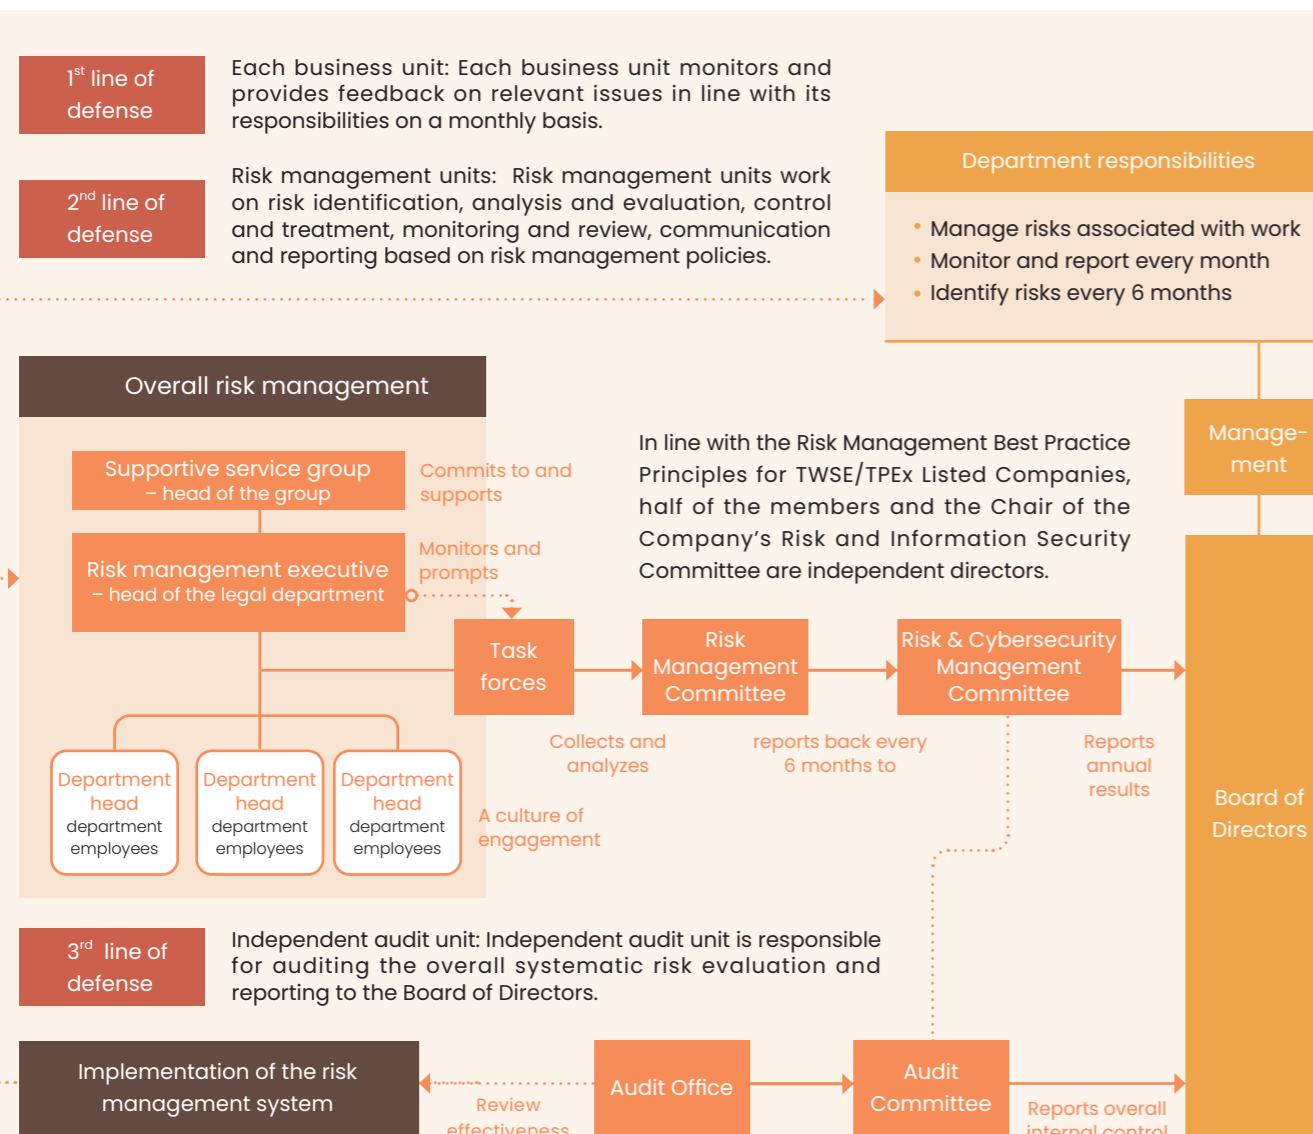 1st line of
defense
Each business unit: Each business unit monitors and
provides feedback on relevant issues in line with its
responsibilities on a monthly basis.
2nd line of
defense
Risk management units: Risk management units work
on risk identification, analysis and evaluation, control
and treatment, monitoring and review, communication
and reporting based on risk management policies.
Department responsibilities
• Manage risks associated with work
• Monitor and report every month
• Identify risks every 6 months
Overall risk management
Supportive service group
– head of the group
Commits to and
supports
Risk management executive
– head of the legal department
Monitors and
prompts
In line with the Risk Management Best Practice
Principles for TWSE/TPEx Listed Companies,
half of the members and the Chair of the
Company's Risk and Information Security
Committee are independent directors.
Manage-
ment
Task
forces
Risk
Management
Committee
Risk & Cybersecurity
Management
Committee
Collects and
analyzes
reports back every
6 months to
Reports
annual
results
Board of
Directors
Department
head
department
employees
Department
head
department
employees
Department
head
department
employees
A culture of
engagement
3rd line of
defense
Independent audit unit: Independent audit unit is responsible
for auditing the overall systematic risk evaluation and
reporting to the Board of Directors.
Implementation of the risk
management system
Review
effectiveness
Audit Office
Audit
Committee
Reports overall
internal control